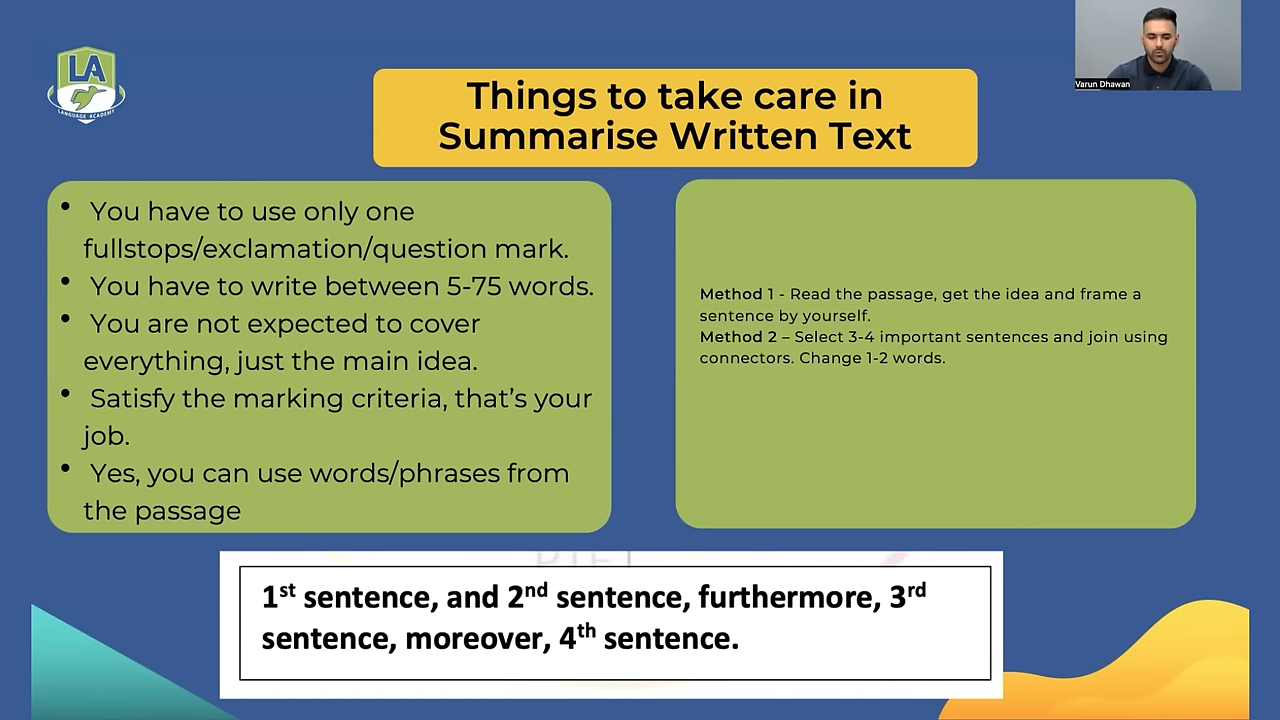 LA
LANGUAGE ACADEMY
Varun Dhawan
Things to take care in
Summarise Written Text
• You have to use only one
fullstops/exclamation/question mark.
• You have to write between 5-75 words.
• You are not expected to cover
everything, just the main idea.
• Satisfy the marking criteria, that’s your
job.
• Yes, you can use words/phrases from
the passage
Method 1 - Read the passage, get the idea and frame a
sentence by yourself.
Method 2 – Select 3-4 important sentences and join using
connectors. Change 1-2 words.
1st sentence, and 2nd sentence, furthermore, 3rd
sentence, moreover, 4th sentence.